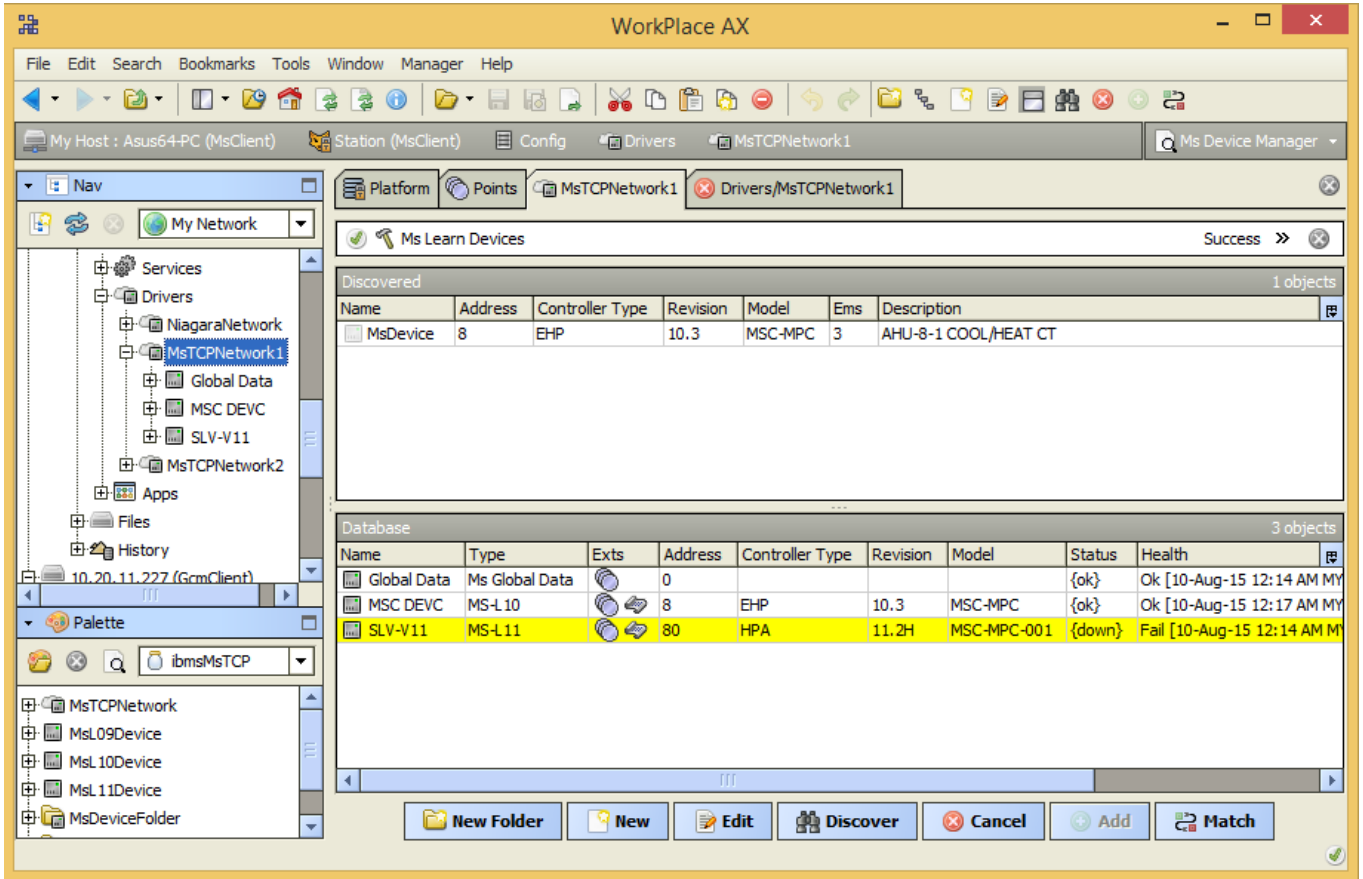 WorkPlace AX
File Edit Search Bookmarks Tools Window Manager Help
My Host : Asus64-PC (MsClient) Station (MsClient) Config Drivers MsTCPNetwork1 Ms Device Manager
Nav
My Network
Services
Drivers
NiagaraNetwork
MsTCPNetwork1
Global Data
MSC DEVC
SLV-V11
MsTCPNetwork2
Apps
Files
History
10.20.11.227 (GcmClient)
Palette
ibmsMsTCP
MsTCPNetwork
MsL09Device
MsL10Device
MsL11Device
MsDeviceFolder
Platform Points MsTCPNetwork1 Drivers/MsTCPNetwork1
Ms Learn Devices Success »
Discovered 1 objects
Name Address Controller Type Revision Model Ems Description
MsDevice 8 EHP 10.3 MSC-MPC 3 AHU-8-1 COOL/HEAT CT
Database 3 objects
Name Type Exts Address Controller Type Revision Model Status Health
Global Data Ms Global Data 0 {ok} Ok [10-Aug-15 12:14 AM MY
MSC DEVC MS-L10 8 EHP 10.3 MSC-MPC {ok} Ok [10-Aug-15 12:17 AM MY
SLV-V11 MS-L11 80 HPA 11.2H MSC-MPC-001 {down} Fail [10-Aug-15 12:14 AM M
New Folder New Edit Discover Cancel Add Match